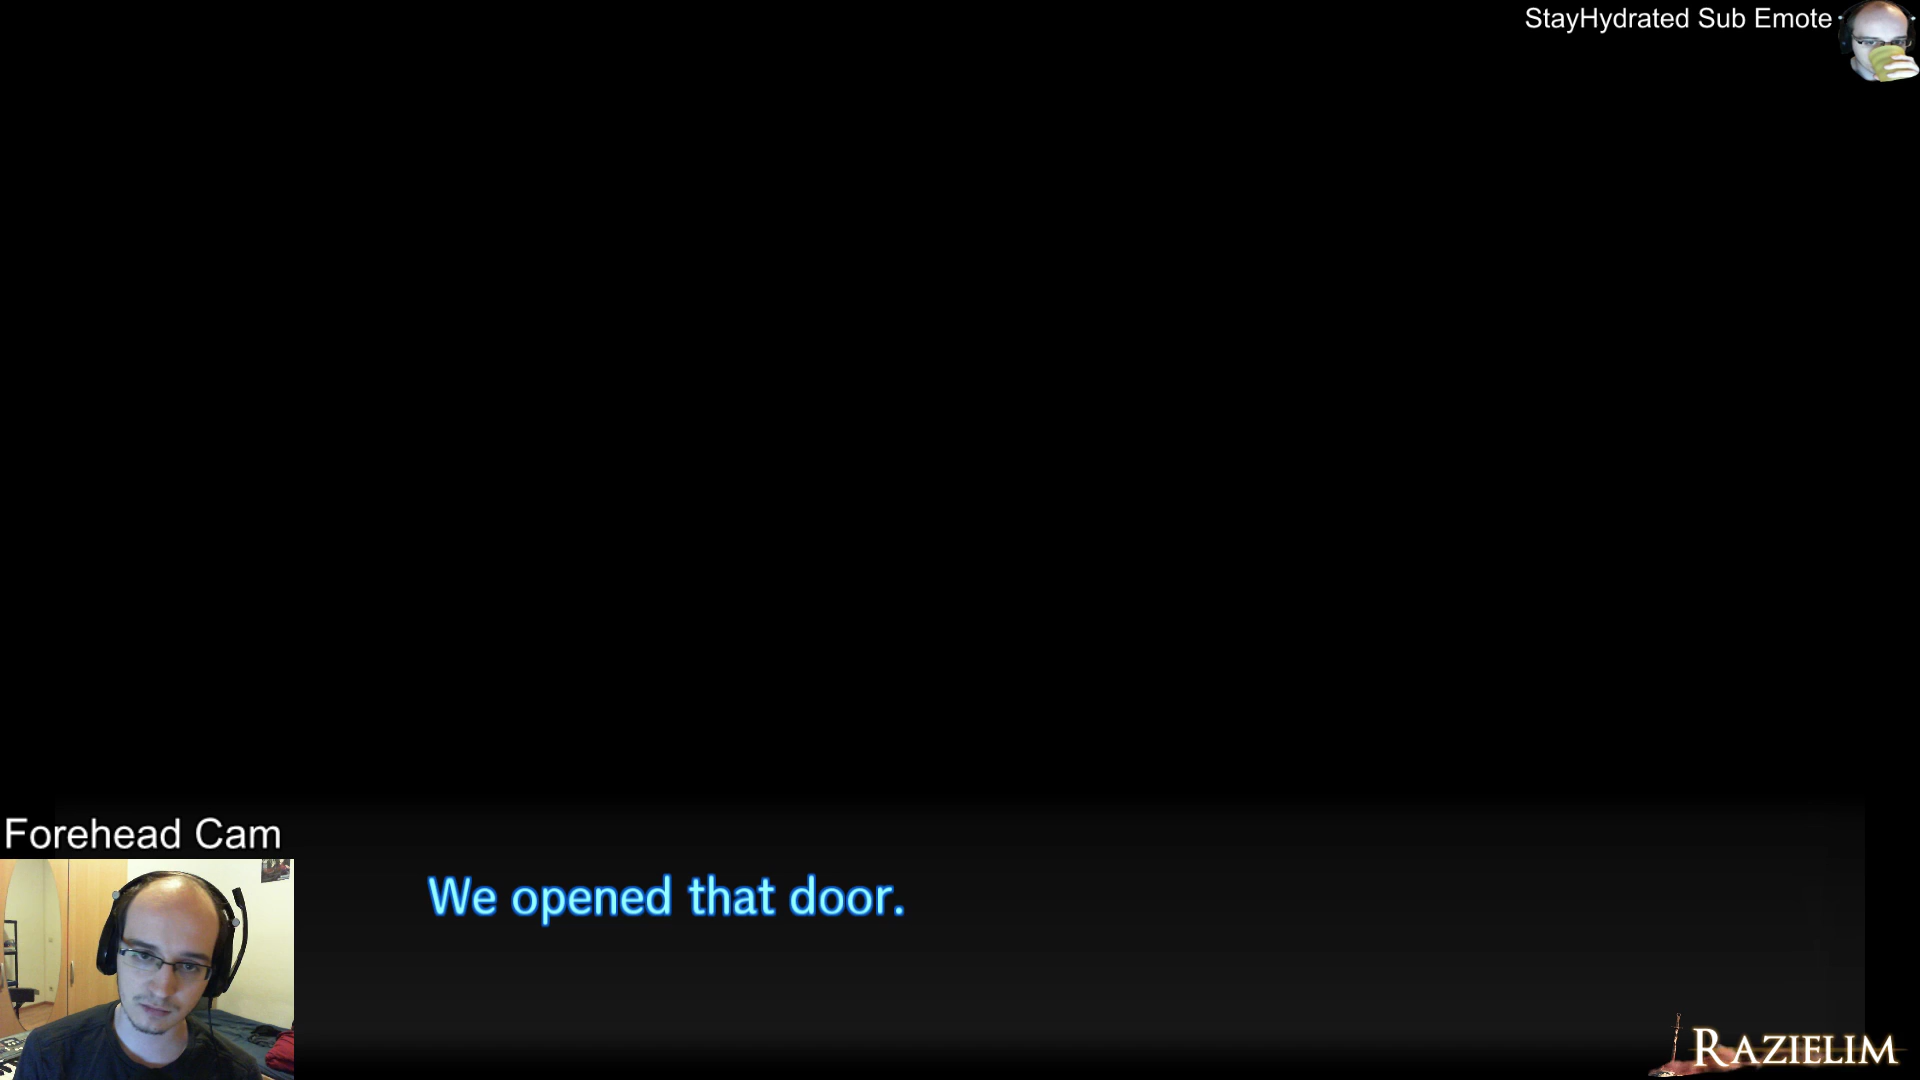 StayHydrated Sub Emote
Forehead Cam
We opened that door.
RAZIELIM